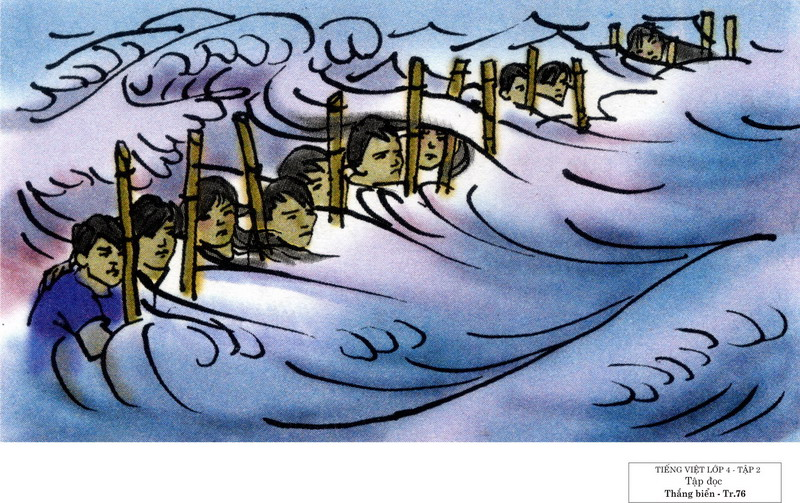 TIẾNG VIỆT LỚP 4 - TẬP 2
Tập đọc
Thắng biển - Tr.76